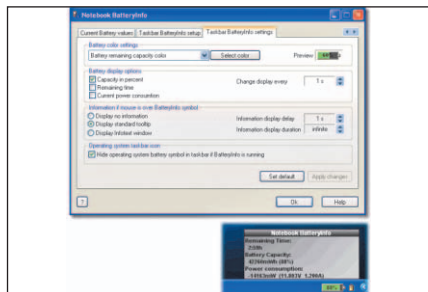 Notebook BatteryInfo
Current Battery values
Taskbar BatteryInfo setup
Taskbar BatteryInfo settings
Battery color settings
Battery remaining capacity color
Select color
Preview
Battery display options
Capacity in percent
Change display every
1 s
Remaining time
Current power consumtion
Information if mouse is over BatteryInfo symbol
Display no information
Information display delay
1 s
Display standard tooltip
Information display duration
infinite
Display Infotext window
Operating system taskbar icon
Hide operating system battery symbol in taskbar if BatteryInfo is running
Set default
Apply changes
?
Ok
Help
Notebook BatteryInfo
Remaining Time:
Battery Capacity:
Power consumption: